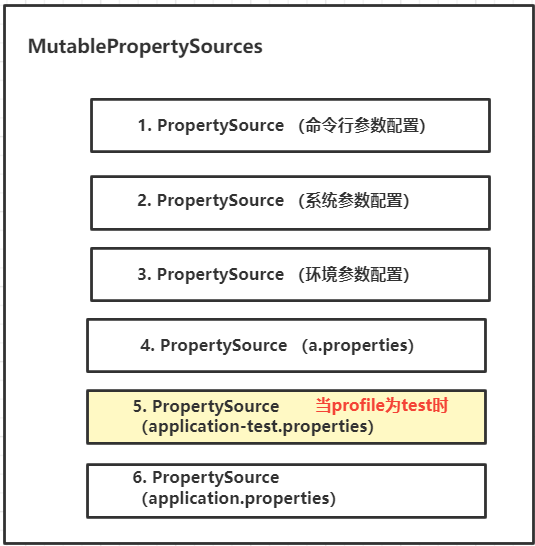 MutablePropertySources
1. PropertySource （命令行参数配置）
2. PropertySource （系统参数配置）
3. PropertySource （环境参数配置）
4. PropertySource （a.properties）
5. PropertySource 当profile为test时
（application-test.properties）
6. PropertySource
（application.properties）